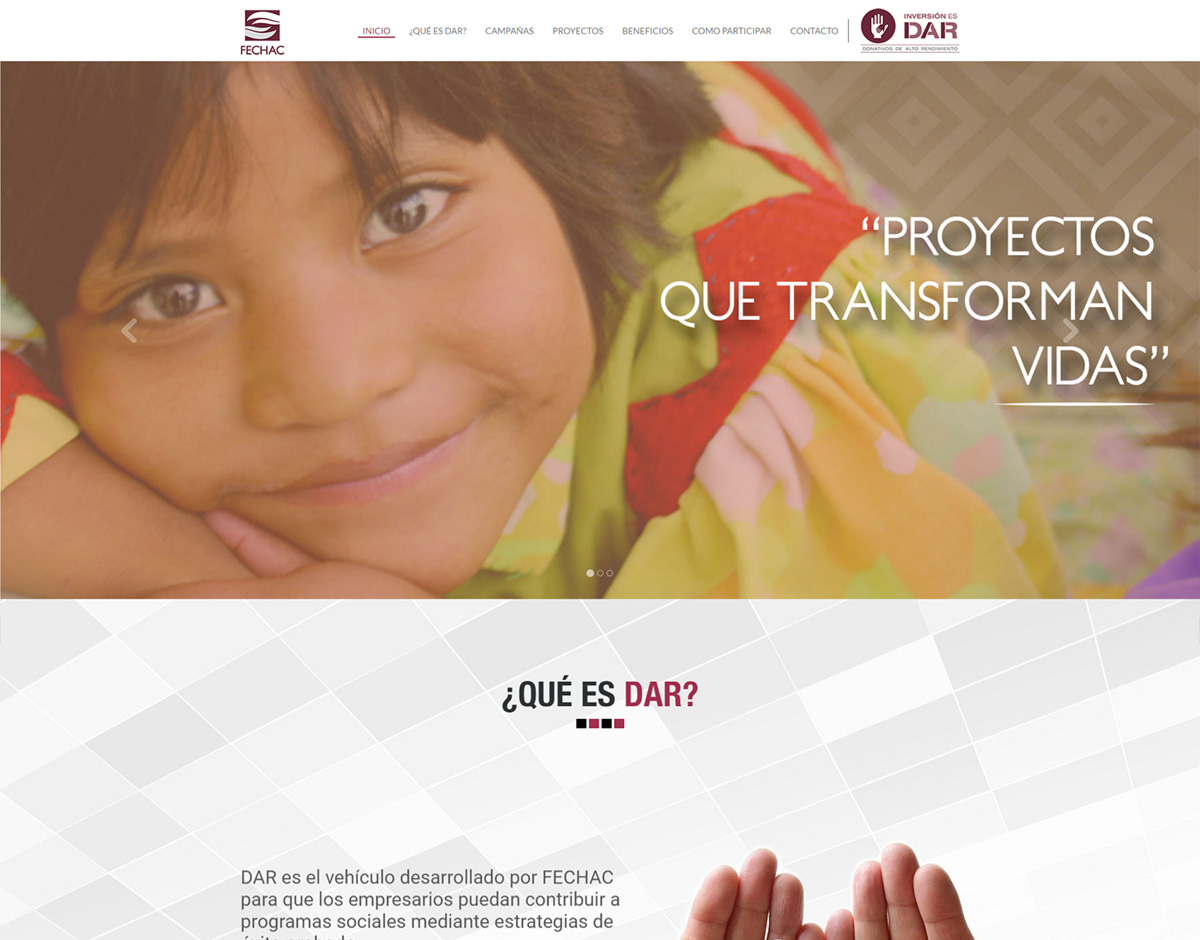 FECHAC
INICIO
¿QUÉ ES DAR?
CAMPAÑAS
PROYECTOS
BENEFICIOS
COMO PARTICIPAR
CONTACTO
INVERSIÓN ES
DAR
DONATIVOS DE ALTO RENDIMIENTO
“PROYECTOS
QUE TRANSFORMAN
VIDAS”
¿QUÉ ES DAR?
DAR es el vehículo desarrollado por FECHAC
para que los empresarios puedan contribuir a
programas sociales mediante estrategias de